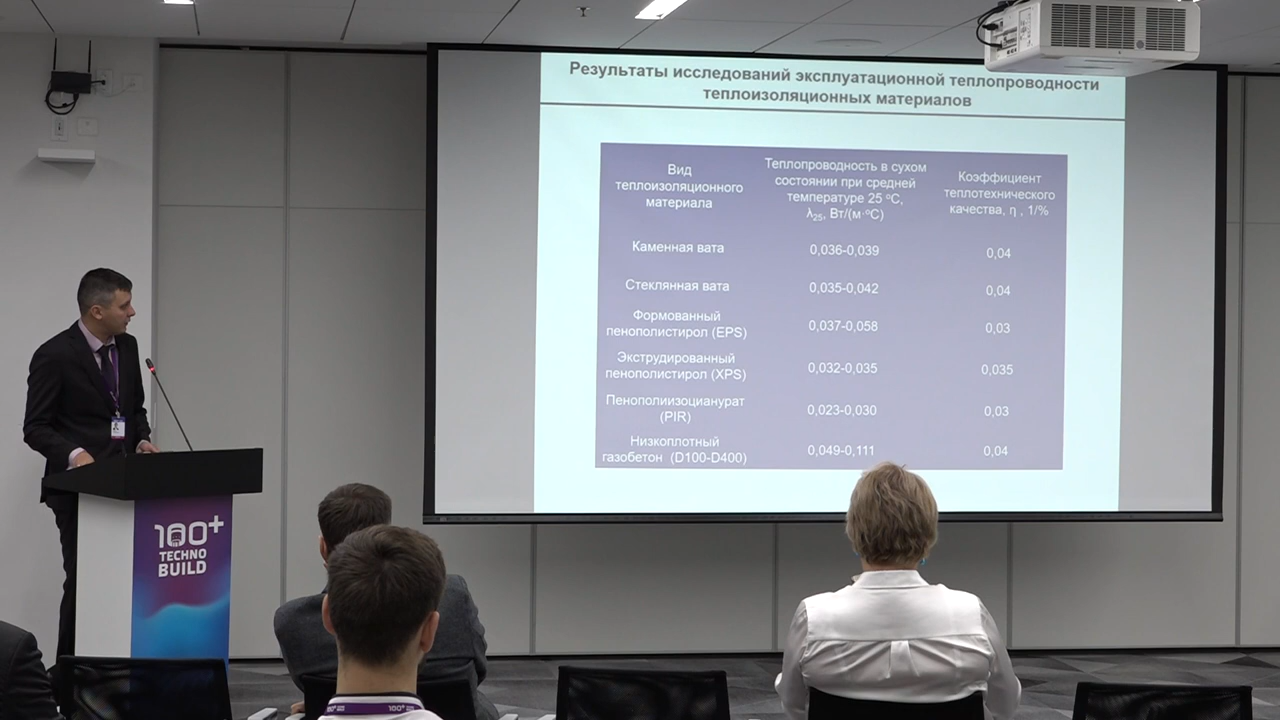 Результаты исследований эксплуатационной теплопроводности
теплоизоляционных материалов
Вид
теплоизоляционного
материала
Теплопроводность в сухом
состоянии при средней
температуре 25 ºС,
λ25, Вт/(м·ºС)
Коэффициент
теплотехнического
качества, η , 1/%
Каменная вата 0,036-0,039 0,04
Стеклянная вата 0,035-0,042 0,04
Формованный
пенополистирол (EPS) 0,037-0,058 0,03
Экструдированный
пенополистирол (XPS) 0,032-0,035 0,035
Пенополиизоцианурат
(PIR) 0,023-0,030 0,03
Низкоплотный
газобетон (D100-D400) 0,049-0,111 0,04
100+
TECHNO
BUILD
100+